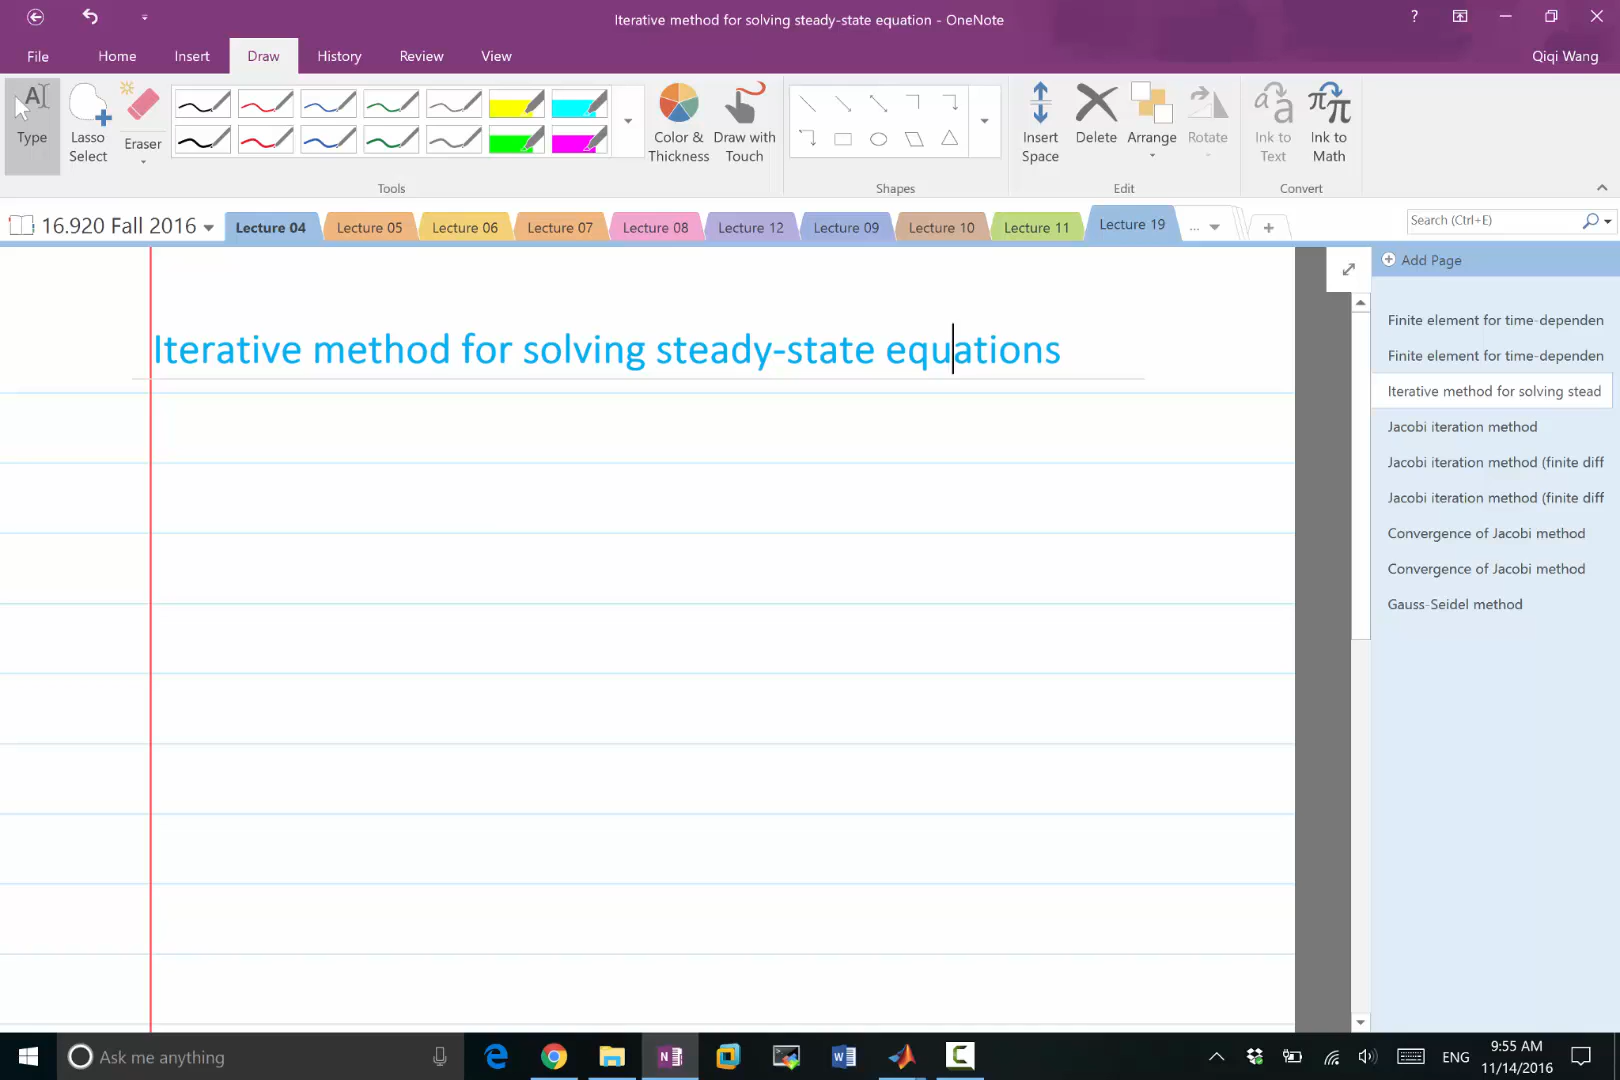 Iterative method for solving steady-state equation - OneNote
?
File
Home
Insert
Draw
History
Review
View
Qiqi Wang
Type
Lasso Select
Eraser
Color & Thickness
Draw with Touch
Insert Space
Delete
Arrange
Rotate
Ink to Text
Ink to Math
Tools
Shapes
Edit
Convert
16.920 Fall 2016
Lecture 04
Lecture 05
Lecture 06
Lecture 07
Lecture 08
Lecture 12
Lecture 09
Lecture 10
Lecture 11
Lecture 19
...
Search (Ctrl+E)
Add Page
Iterative method for solving steady-state equations
Finite element for time-dependen
Finite element for time-dependen
Iterative method for solving stead
Jacobi iteration method
Jacobi iteration method (finite diff
Jacobi iteration method (finite diff
Convergence of Jacobi method
Convergence of Jacobi method
Gauss-Seidel method
Ask me anything
ENG
9:55 AM
11/14/2016